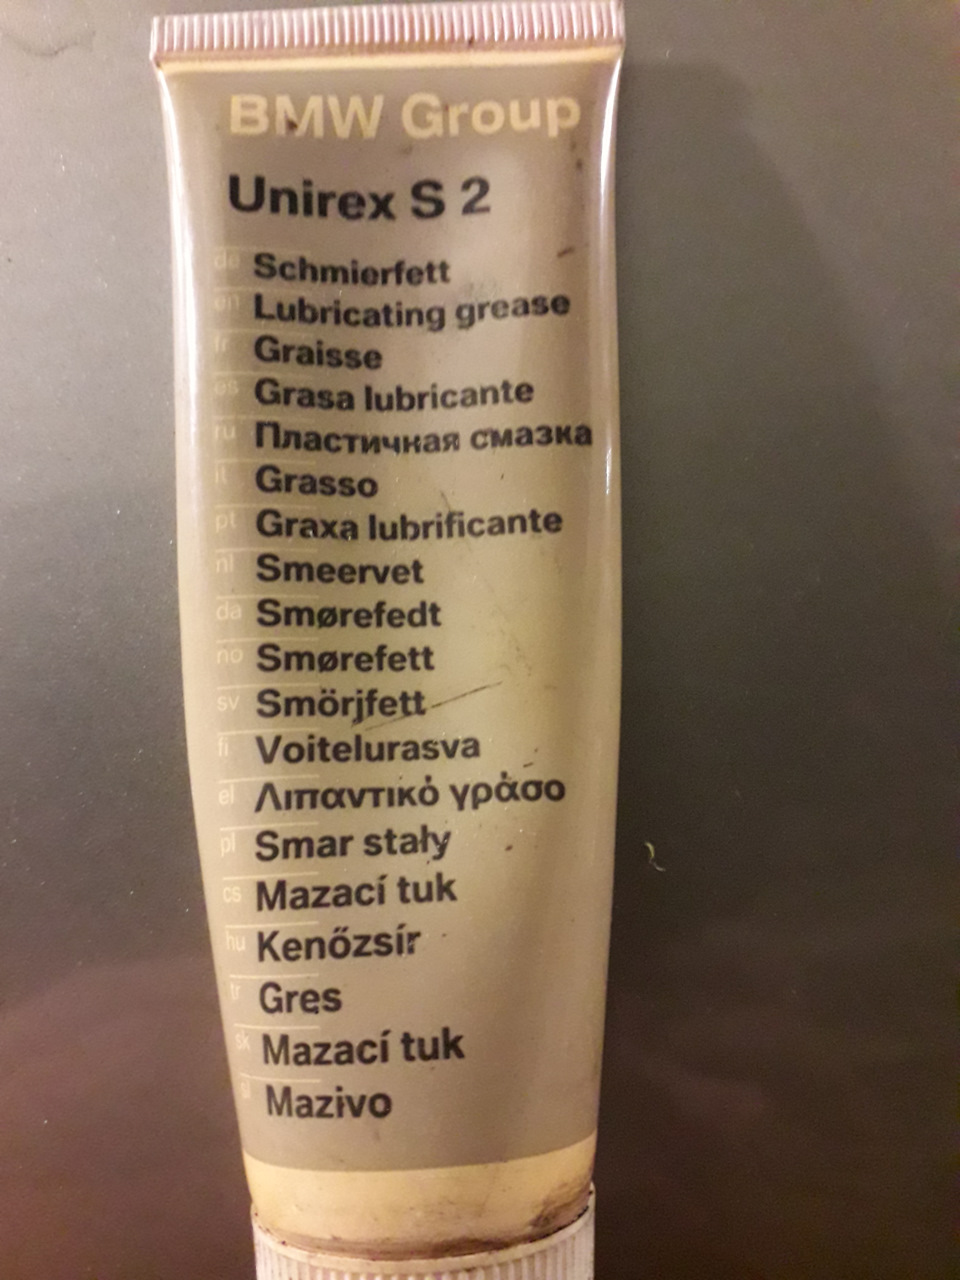 BMW Group
Unirex S 2
de Schmierfett
en Lubricating grease
fr Graisse
es Grasa lubricante
ru Пластичная смазка
it Grasso
pt Graxa lubrificante
nl Smeervet
da Smørefedt
no Smørefett
sv Smörjfett
fi Voitelurasva
el Λιπαντικό γράσο
pl Smar stały
cs Mazací tuk
hu Kenőzsír
tr Gres
sk Mazací tuk
sl Mazivo